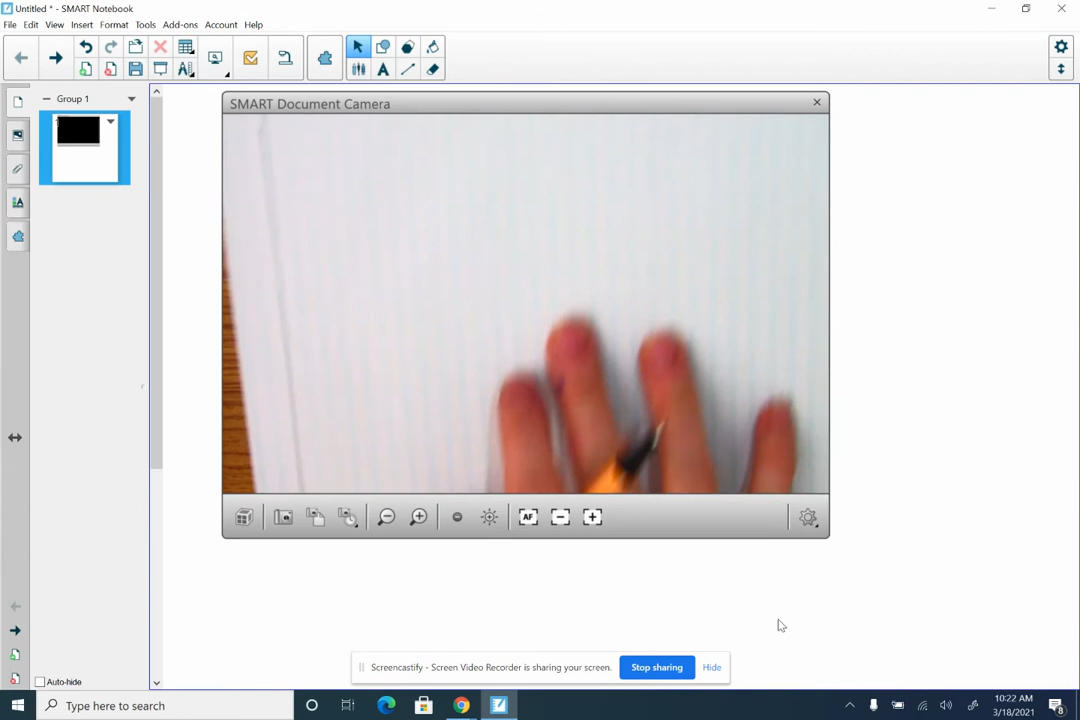 Untitled * - SMART Notebook
File Edit View Insert Format Tools Add-ons Account Help
Group 1
SMART Document Camera
AF
Auto-hide
Screencastify - Screen Video Recorder is sharing your screen. Stop sharing Hide
Type here to search
10:22 AM
3/18/2021
8